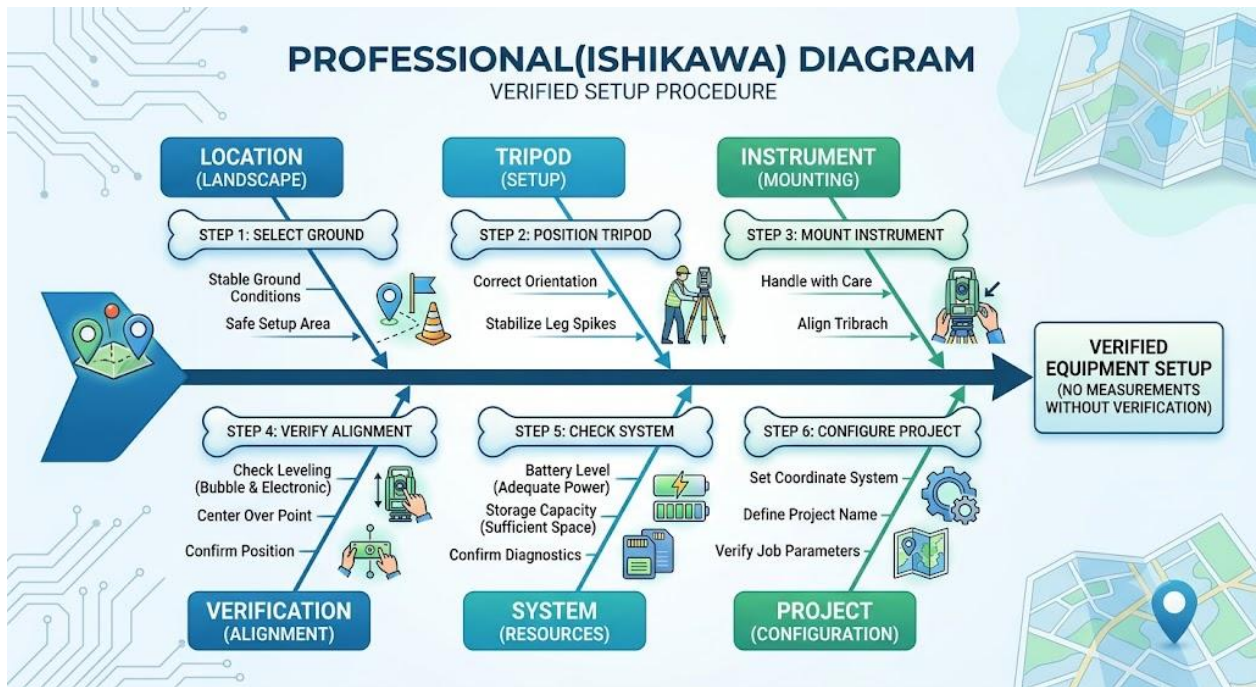 PROFESSIONAL(ISHIKAWA) DIAGRAM
VERIFIED SETUP PROCEDURE
LOCATION
(LANDSCAPE)
TRIPOD
(SETUP)
INSTRUMENT
(MOUNTING)
STEP 1: SELECT GROUND
STEP 2: POSITION TRIPOD
STEP 3: MOUNT INSTRUMENT
Stable Ground
Conditions
Safe Setup Area
Correct Orientation
Stabilize Leg Spikes
Handle with Care
Align Tribrach
VERIFIED
EQUIPMENT SETUP
(NO MEASUREMENTS
WITHOUT VERIFICATION)
STEP 4: VERIFY ALIGNMENT
STEP 5: CHECK SYSTEM
STEP 6: CONFIGURE PROJECT
Check Leveling
(Bubble & Electronic)
Center Over Point
Confirm Position
Battery Level
(Adequate Power)
Storage Capacity
(Sufficient Space)
Confirm Diagnostics
Set Coordinate System
Define Project Name
Verify Job Parameters
VERIFICATION
(ALIGNMENT)
SYSTEM
(RESOURCES)
PROJECT
(CONFIGURATION)